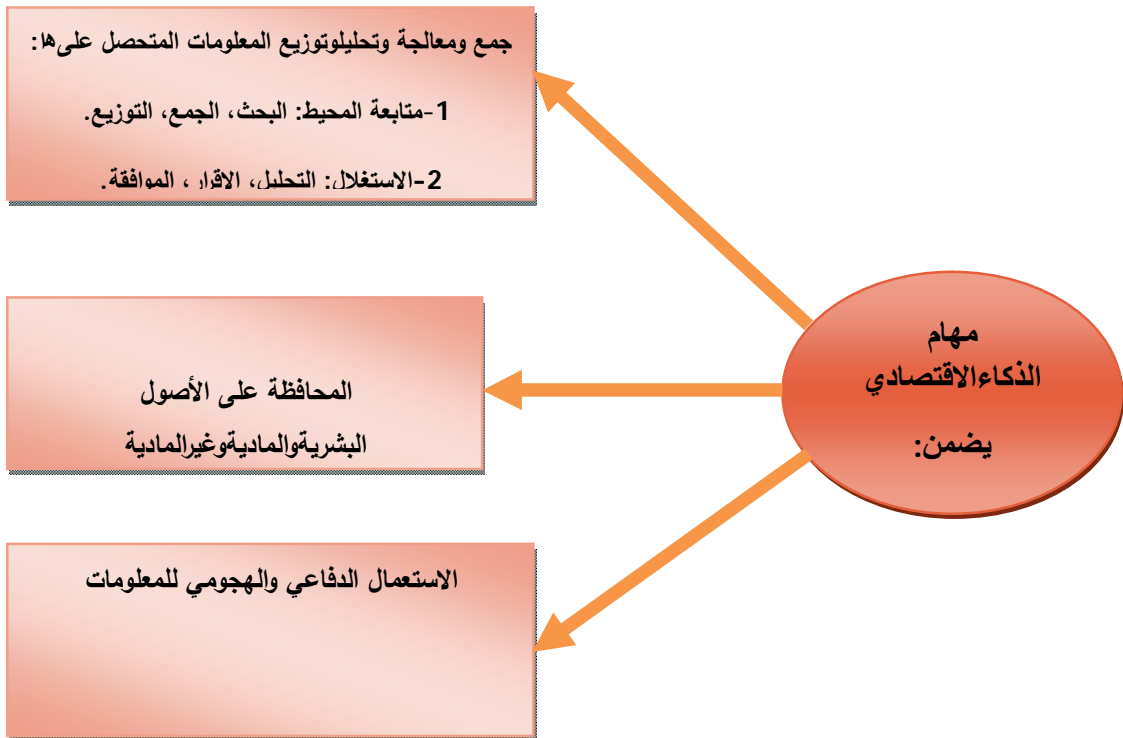 مهام
الذكاءالاقتصادي
يضمن:
جمع ومعالجة وتحليلوتوزيع المعلومات المتحصل علىها:
1-متابعة المحيط: البحث، الجمع، التوزيع.
2-الاستغلال: التحليل، الاقرار ، الموافقة.
المحافظة على الأصول
البشريةوالماديةوغيرالمادية
الاستعمال الدفاعي والهجومي للمعلومات